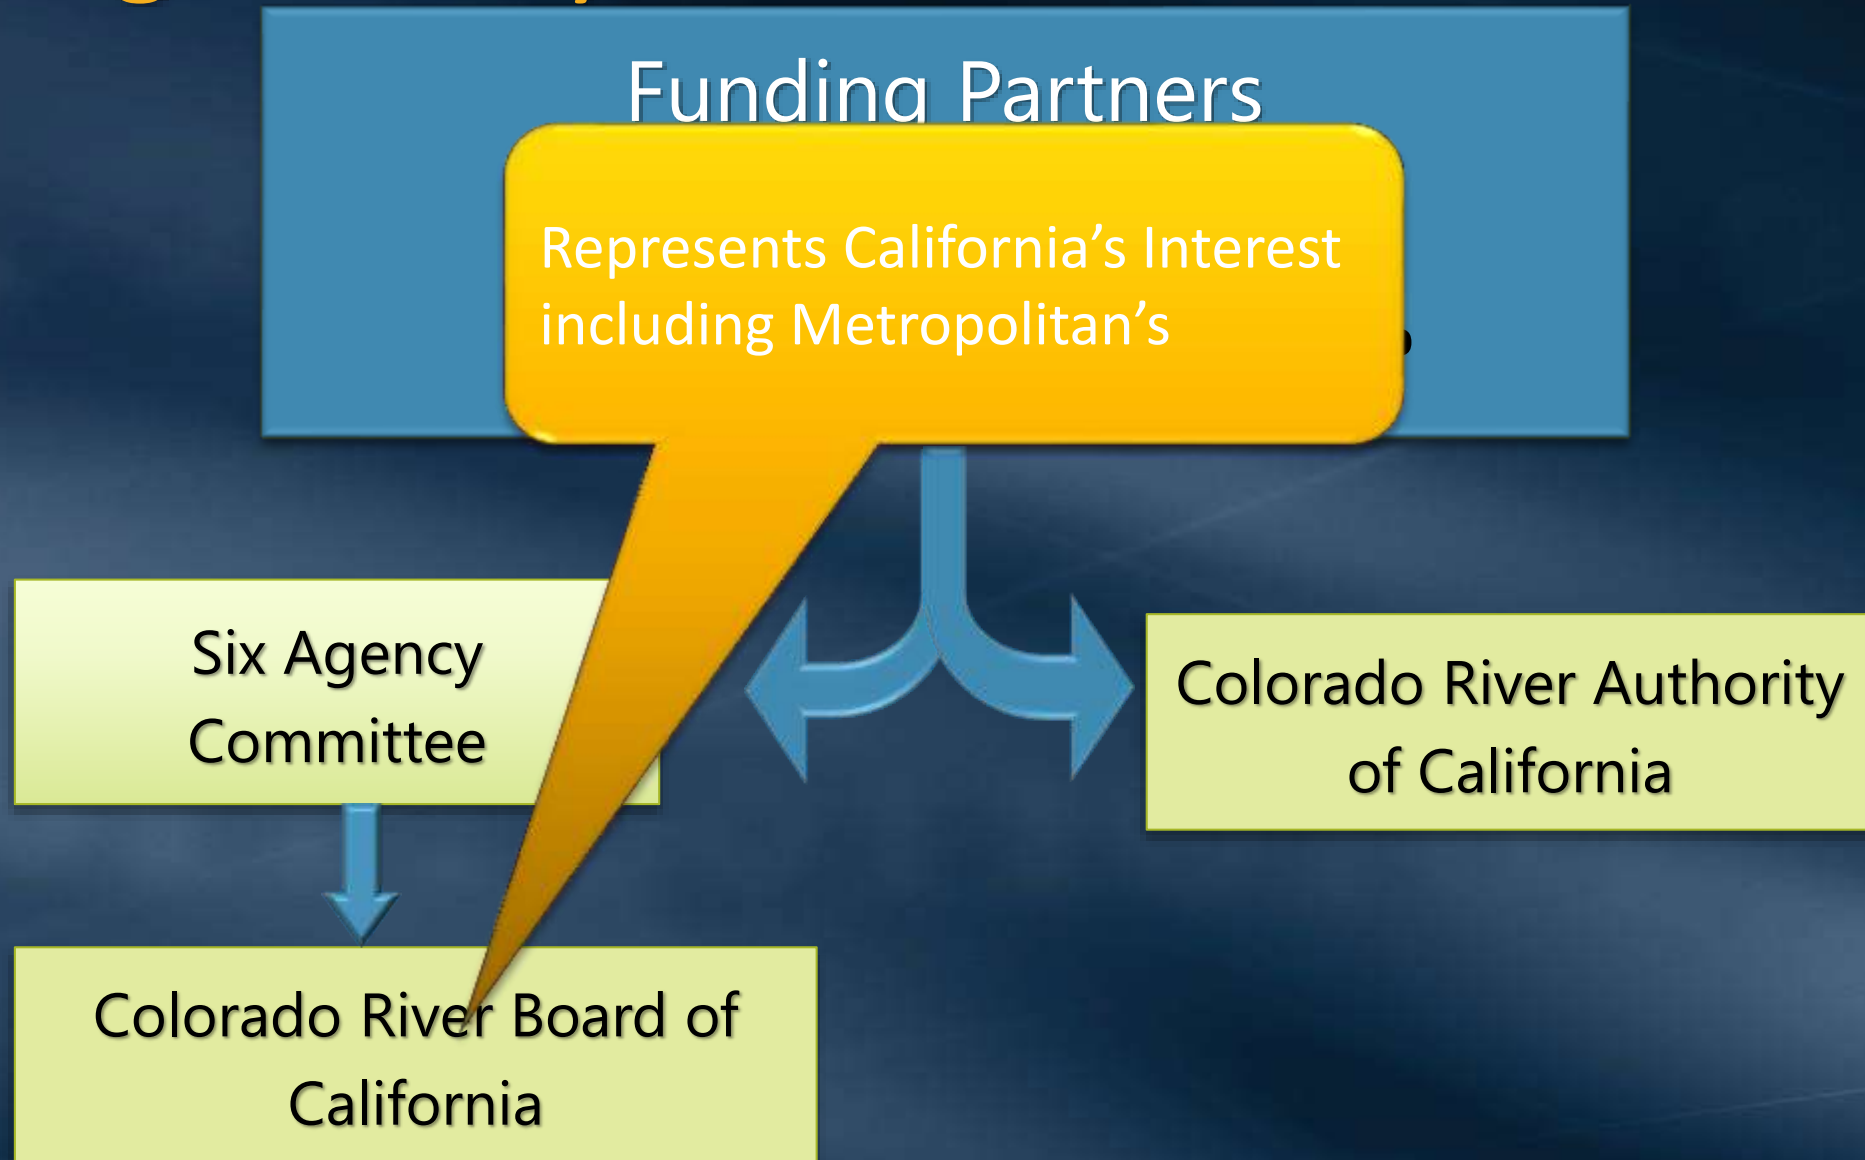 Funding Partners
Represents California’s Interest
including Metropolitan’s
Six Agency
Committee
Colorado River Authority
of California
Colorado River Board of
California